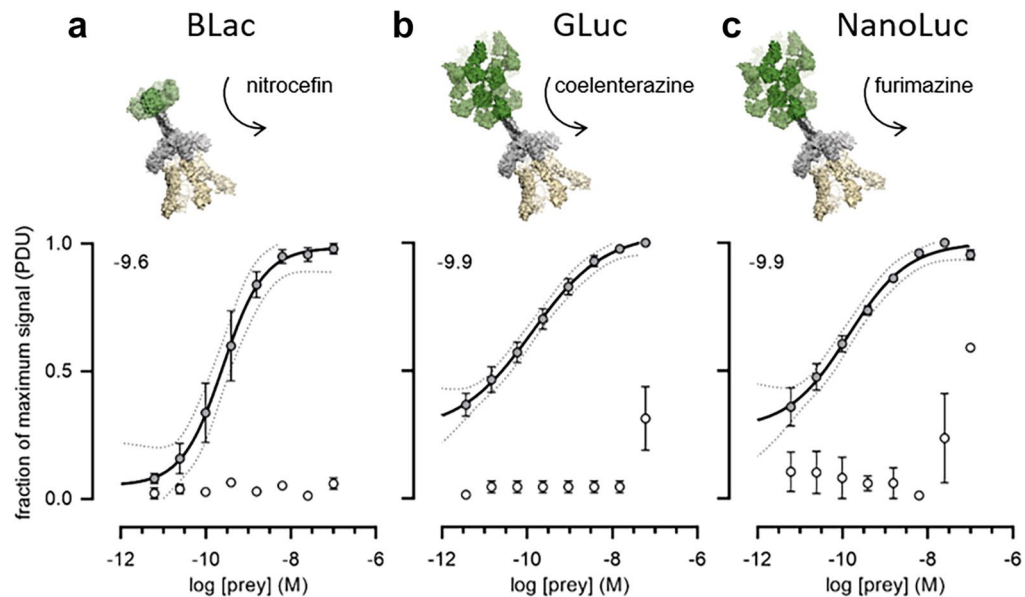 a BLac
b GLuc
c NanoLuc
nitrocefin
coelenterazine
furimazine
fraction of maximum signal (PDU)
1.0
0.5
0.0
-9.6
-9.9
-9.9
-12 -10 -8 -6
-12 -10 -8 -6
-12 -10 -8 -6
log [prey] (M)
log [prey] (M)
log [prey] (M)